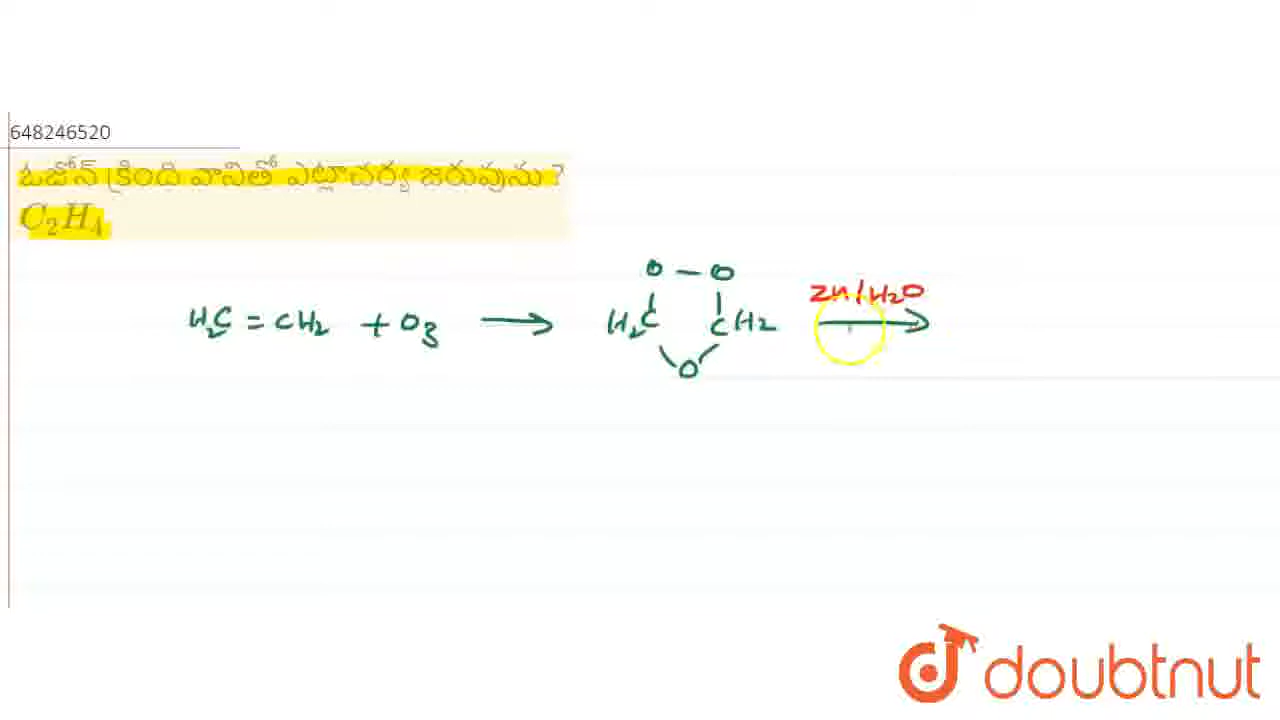 648246520
ఓజోన్ క్రింది వానితో ఎట్లాచర్య జరుపును ?
C₂H₄
O – O
Zn/H₂O
H₂C = CH₂ + O₃ ⟶ H₂C CH₂ ⟶
O
doubtnut